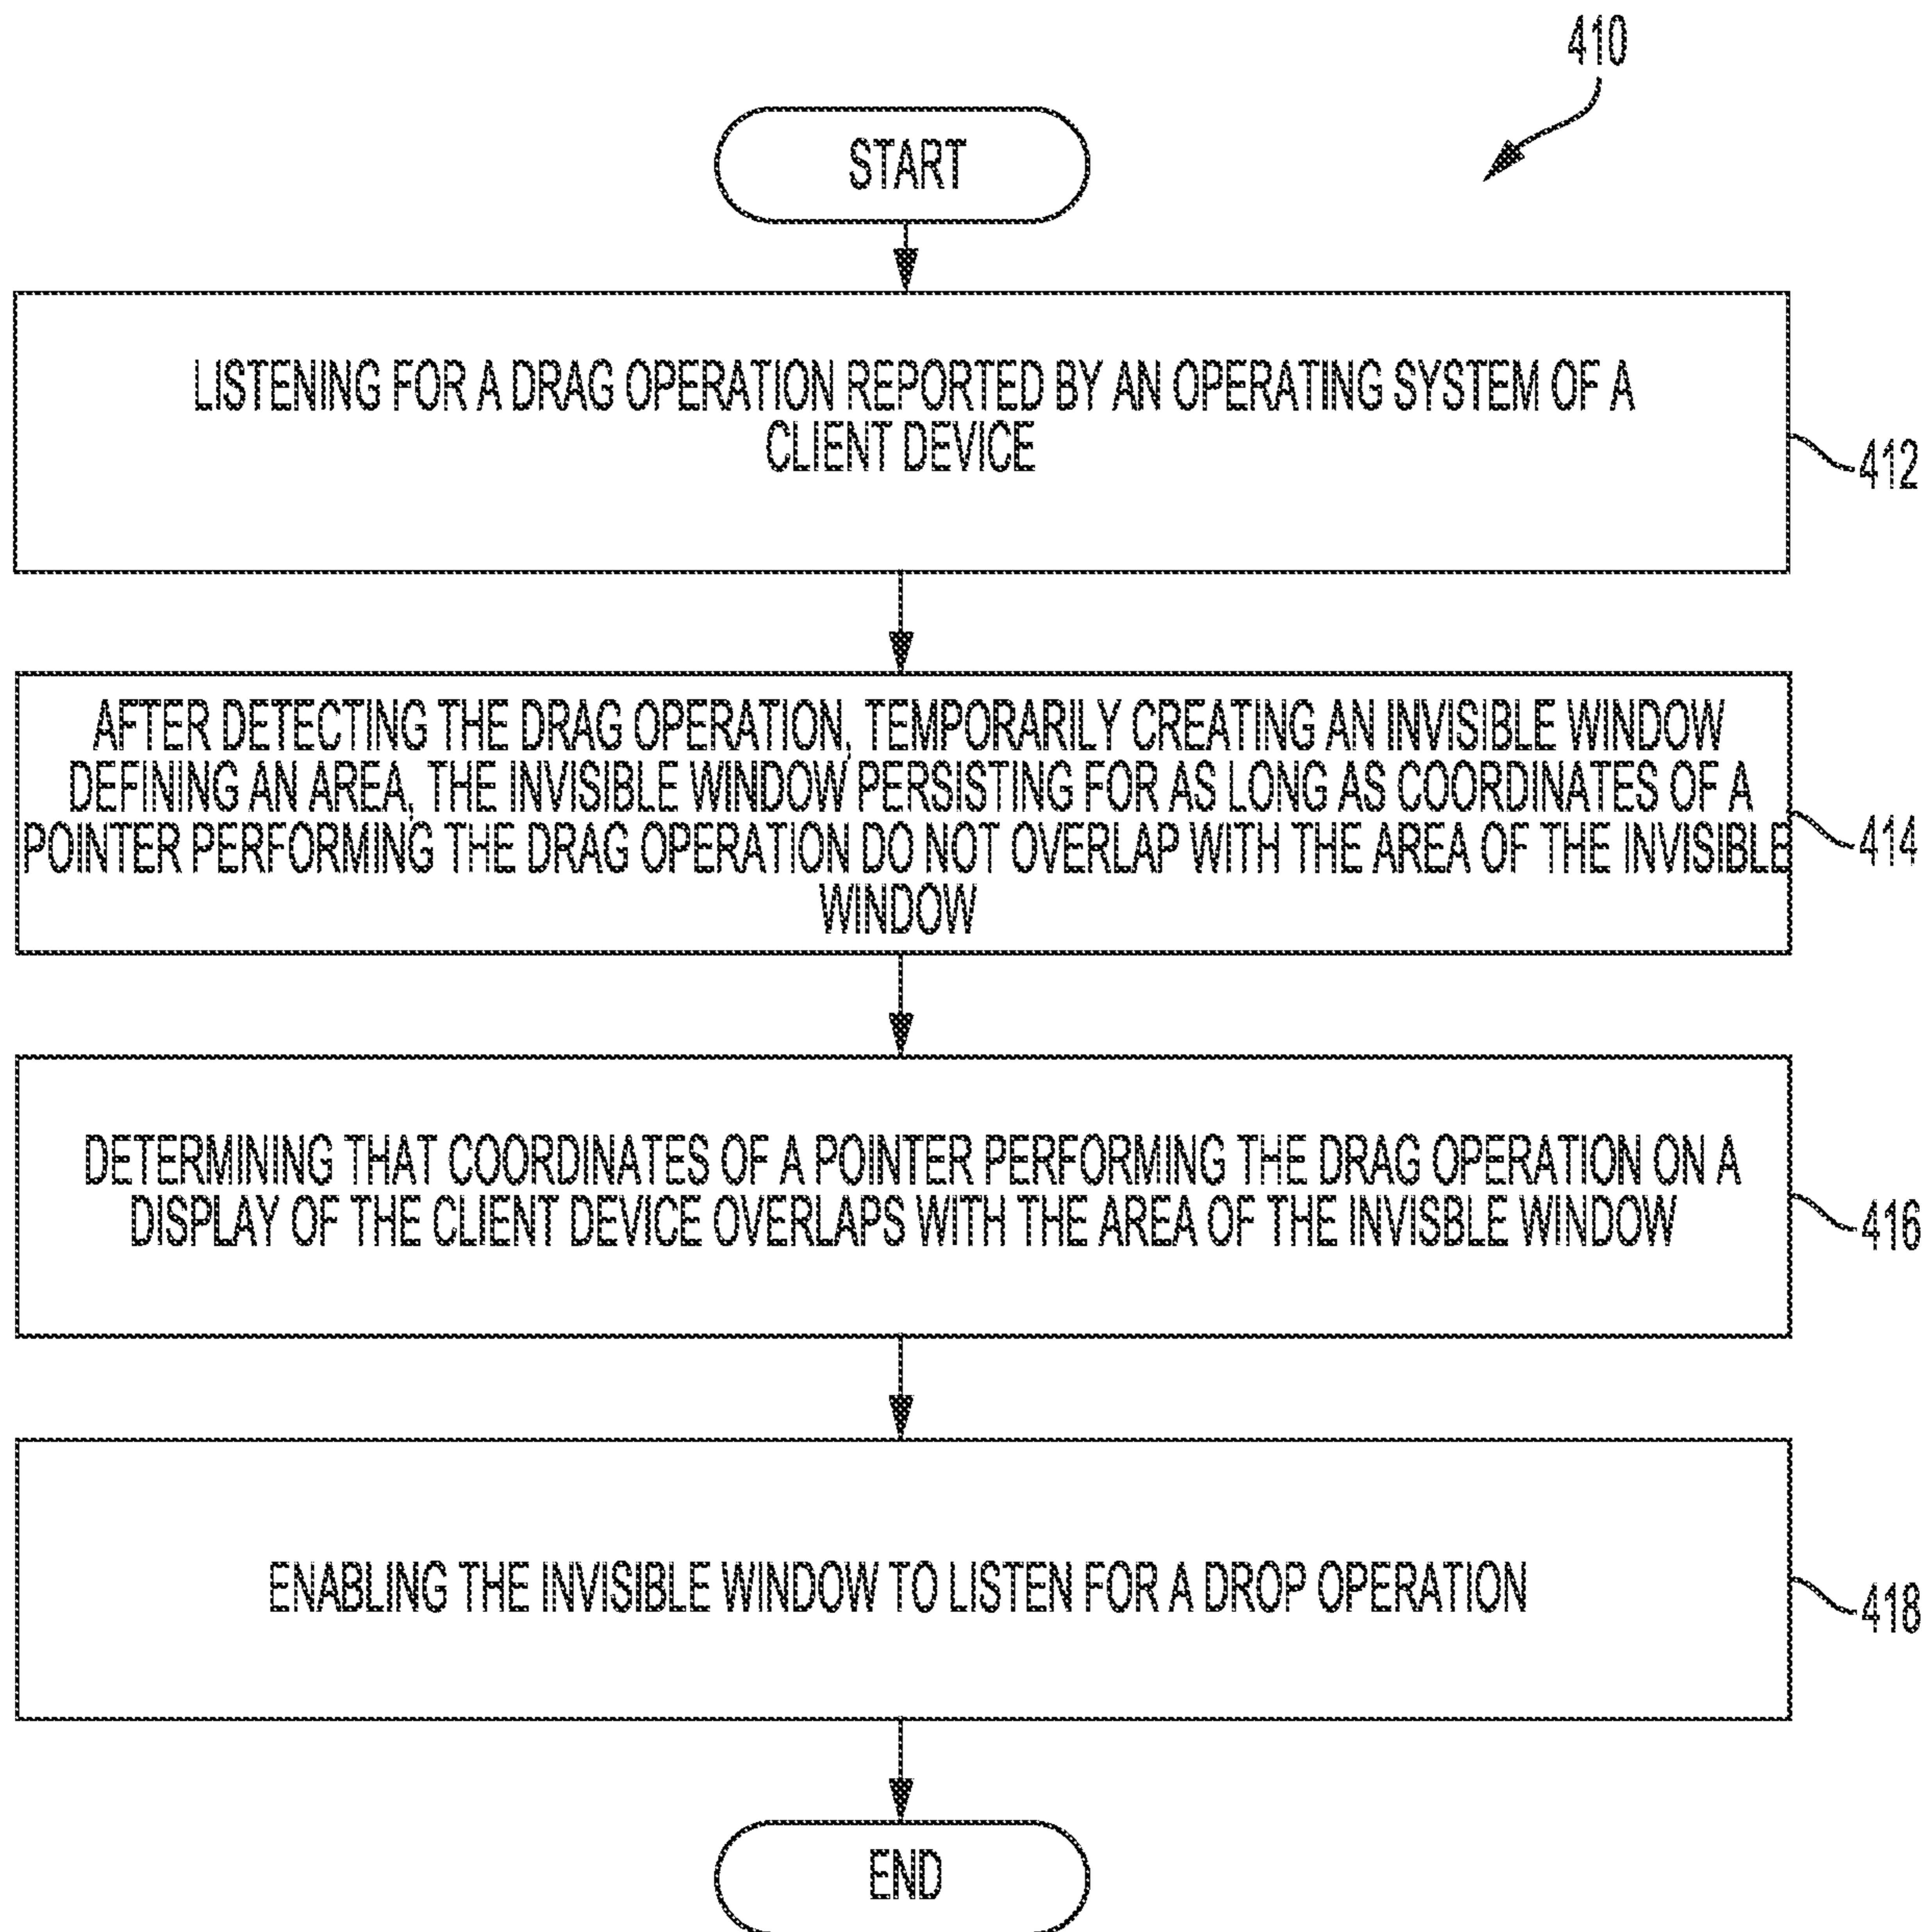 410
START
LISTENING FOR A DRAG OPERATION REPORTED BY AN OPERATING SYSTEM OF A
CLIENT DEVICE
412
AFTER DETECTING THE DRAG OPERATION, TEMPORARILY CREATING AN INVISIBLE WINDOW
DEFINING AN AREA, THE INVISIBLE WINDOW PERSISTING FOR AS LONG AS COORDINATES OF A
POINTER PERFORMING THE DRAG OPERATION DO NOT OVERLAP WITH THE AREA OF THE INVISIBLE
WINDOW
414
DETERMINING THAT COORDINATES OF A POINTER PERFORMING THE DRAG OPERATION ON A
DISPLAY OF THE CLIENT DEVICE OVERLAPS WITH THE AREA OF THE INVISBLE WINDOW
416
ENABLING THE INVISIBLE WINDOW TO LISTEN FOR A DROP OPERATION
418
END